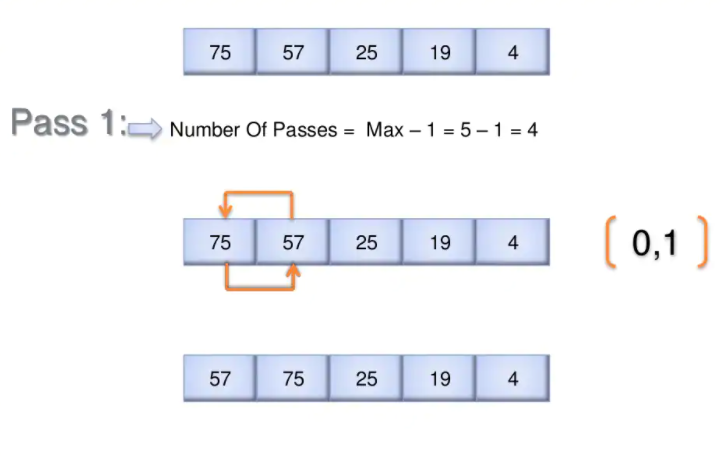 75 57 25 19 4
Pass 1:
Number Of Passes = Max – 1 = 5 – 1 = 4
75 57 25 19 4
0,1
57 75 25 19 4